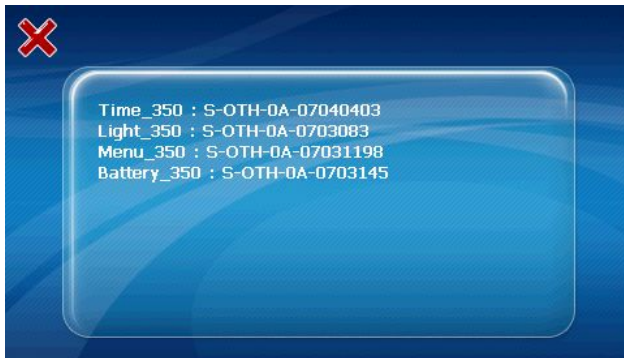 Time_350 : S-OTH-0A-07040403
Light_350 : S-OTH-0A-0703083
Menu_350 : S-OTH-0A-07031198
Battery_350 : S-OTH-0A-0703145